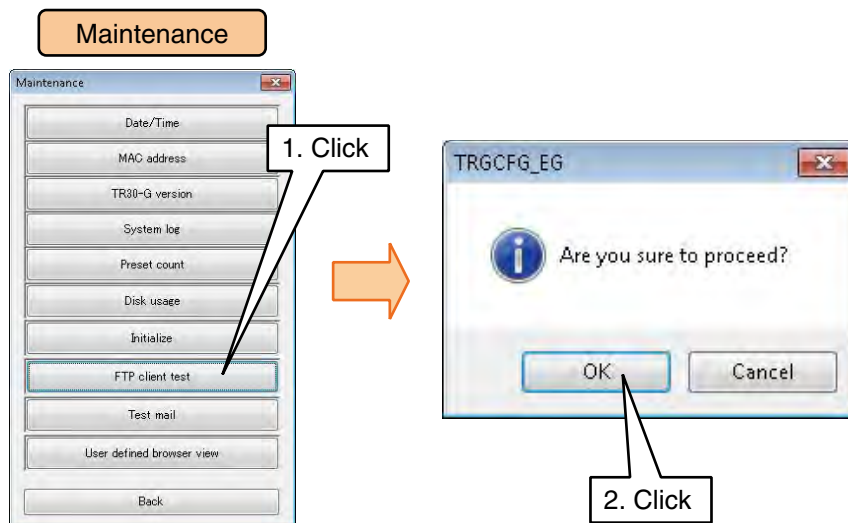 Maintenance
Maintenance
Date/Time
MAC address
TR30-G version
System log
Preset count
Disk usage
Initialize
FTP client test
Test mail
User defined browser view
Back
1. Click
TRGCFG_EG
Are you sure to proceed?
OK
Cancel
2. Click